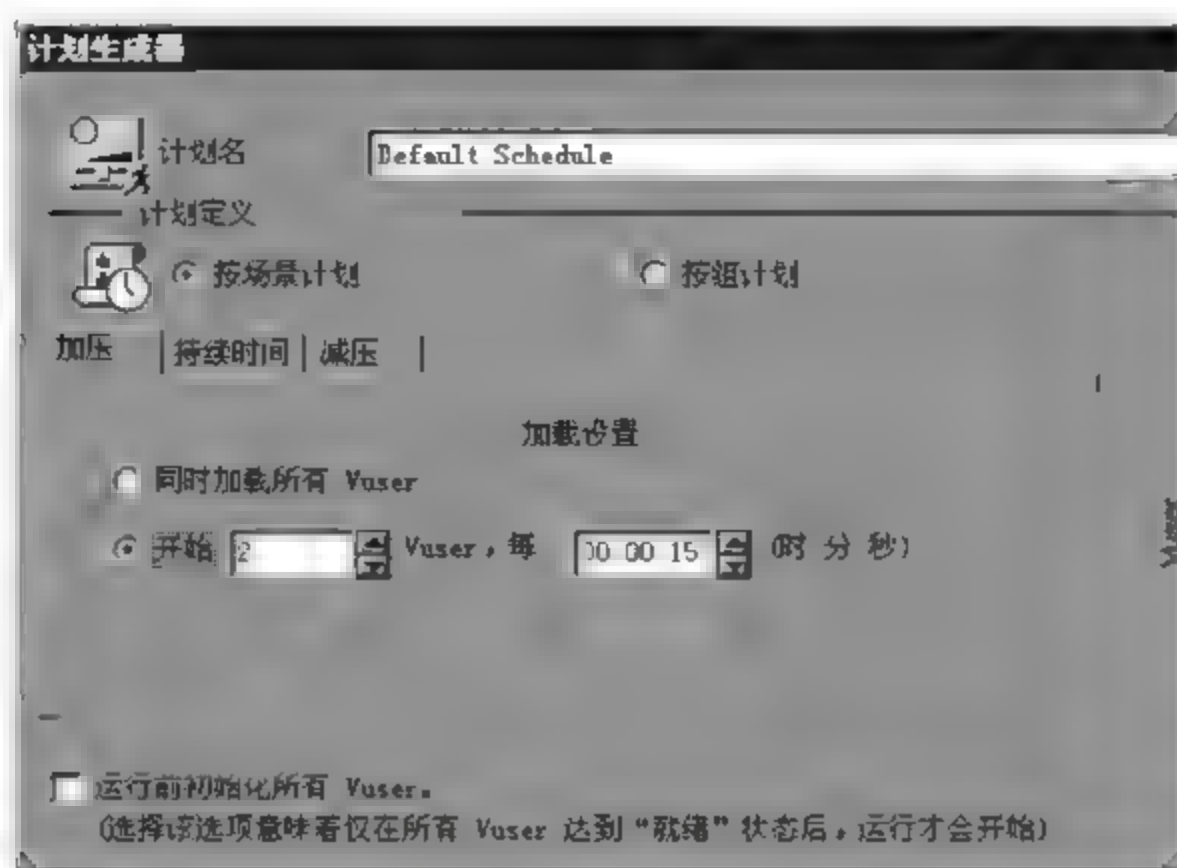 计划生成器
计划名 Default Schedule
计划定义
按场景计划 按组计划
加压 持续时间 减压
加载设置
同时加载所有 Vuser
开始 2 Vuser，每 00 00 15 (时 分 秒)
运行前初始化所有 Vuser。
(选择该选项意味着仅在所有 Vuser 达到“就绪”状态后，运行才会开始)